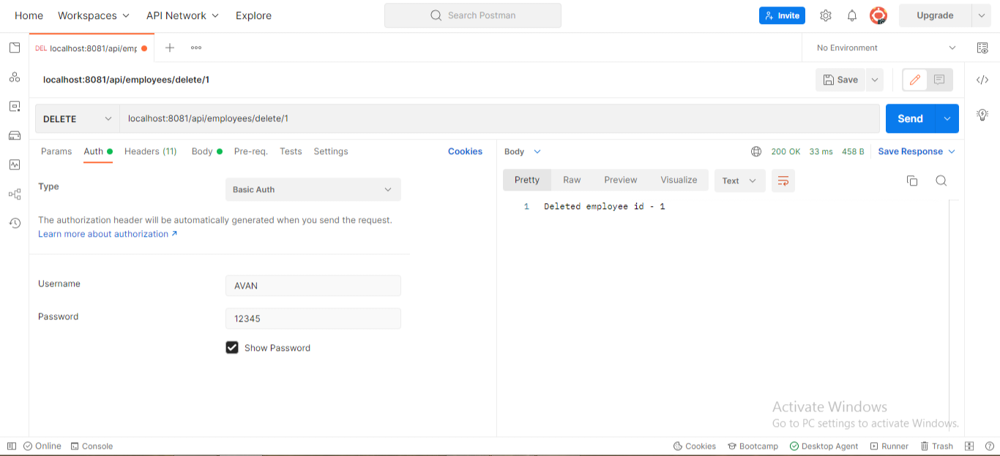 Home Workspaces API Network Explore Search Postman Invite Upgrade
DEL localhost:8081/api/emp No Environment
localhost:8081/api/employees/delete/1 Save
DELETE localhost:8081/api/employees/delete/1 Send
Params Auth Headers (11) Body Pre-req. Tests Settings Cookies
Body 200 OK 33 ms 458 B Save Response
Pretty Raw Preview Visualize Text
1 Deleted employee id - 1
Type Basic Auth
The authorization header will be automatically generated when you send the request.
Learn more about authorization ↗
Username AVAN
Password 12345
Show Password
Activate Windows
Go to PC settings to activate Windows.
Online Console Cookies Bootcamp Desktop Agent Runner Trash